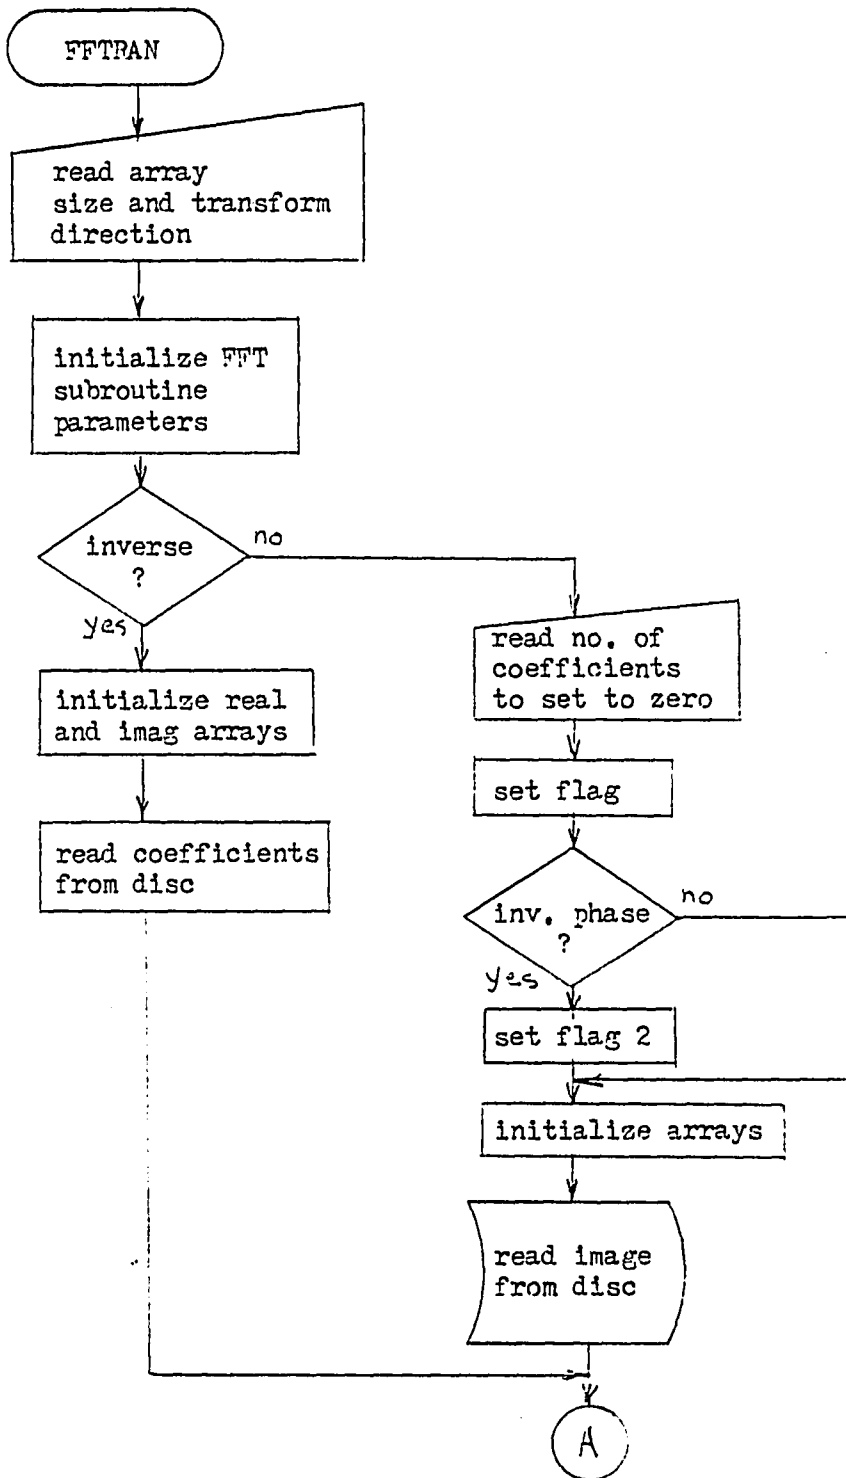 FFTRAN
read array
size and transform
direction
initialize FFT
subroutine
parameters
inverse
?
no
yes
initialize real
and imag arrays
read coefficients
from disc
read no. of
coefficients
to set to zero
set flag
inv. phase
?
no
yes
set flag 2
initialize arrays
read image
from disc
A